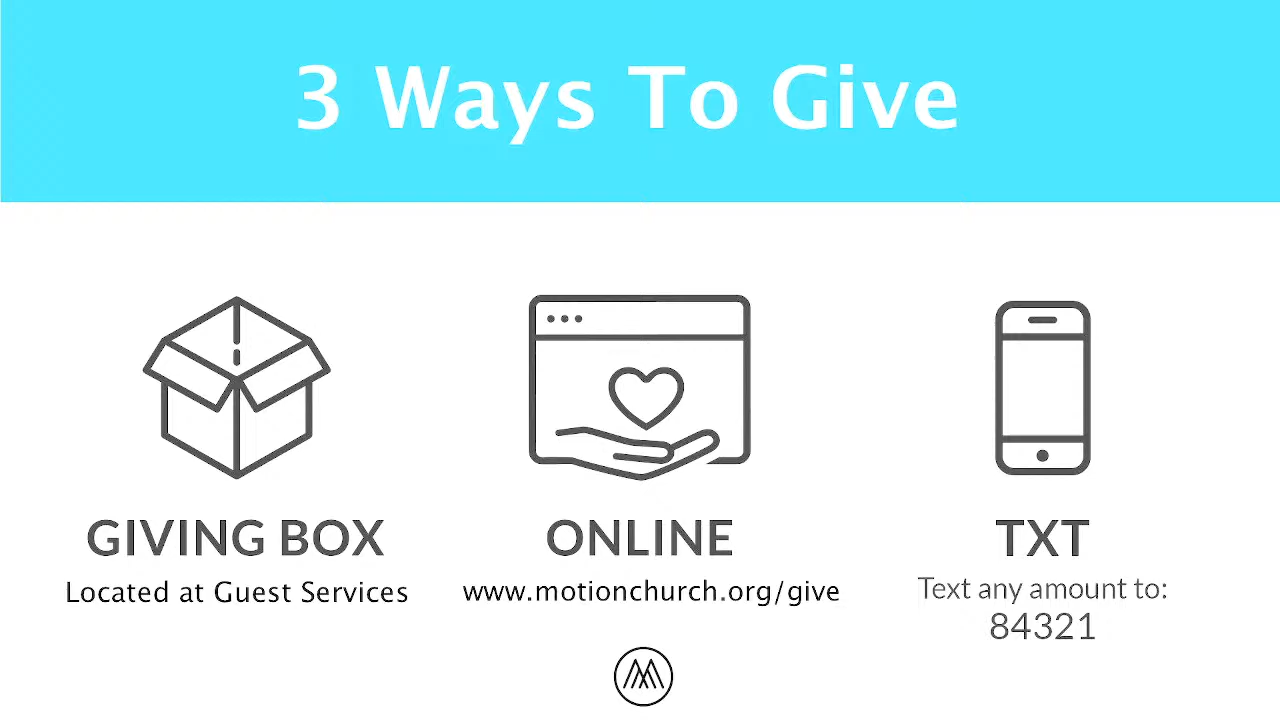 3 Ways To Give
GIVING BOX
Located at Guest Services
ONLINE
www.motionchurch.org/give
TXT
Text any amount to:
84321